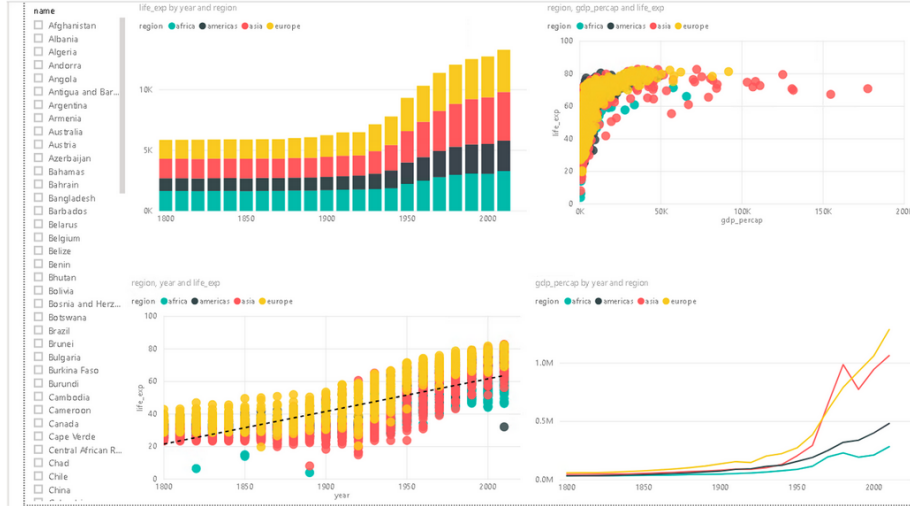 name
Afghanistan
Albania
Algeria
Andorra
Angola
Antigua and Bar...
Argentina
Armenia
Australia
Austria
Azerbaijan
Bahamas
Bahrain
Bangladesh
Barbados
Belarus
Belgium
Belize
Benin
Bhutan
Bolivia
Bosnia and Herz...
Botswana
Brazil
Brunei
Bulgaria
Burkina Faso
Burundi
Cambodia
Cameroon
Canada
Cape Verde
Central African R...
Chad
Chile
China
life_exp by year and region
region africa americas asia europe
10K
5K
0K
1800 1850 1900 1950 2000
region, gdp_percap and life_exp
region africa americas asia europe
100
80
60
40
20
0
life_exp
0K 50K 100K 150K
gdp_percap
region, year and life_exp
region africa americas asia europe
100
80
60
40
20
0
life_exp
1800 1850 1900 1950 2000
year
gdp_percap by year and region
region africa americas asia europe
1.0M
0.5M
0.0M
1800 1850 1900 1950 2000